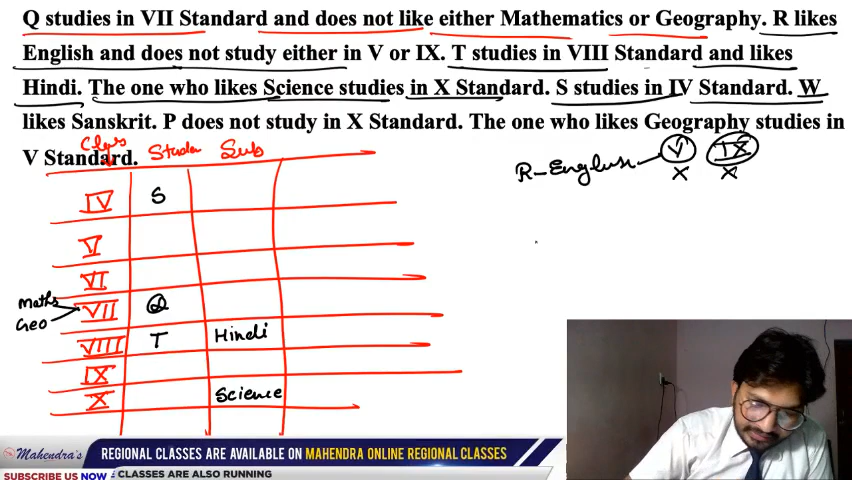 Q studies in VII Standard and does not like either Mathematics or Geography. R likes
English and does not study either in V or IX. T studies in VIII Standard and likes
Hindi. The one who likes Science studies in X Standard. S studies in IV Standard. W
likes Sanskrit. P does not study in X Standard. The one who likes Geography studies in
V Standard.
Class Student Sub
R-English V IX
X X
IV S
V
VI
Maths
Geo
VII Q
VIII T Hindi
IX
X Science
Mahendra's
REGIONAL CLASSES ARE AVAILABLE ON MAHENDRA ONLINE REGIONAL CLASSES
SUBSCRIBE US NOW
CLASSES ARE ALSO RUNNING